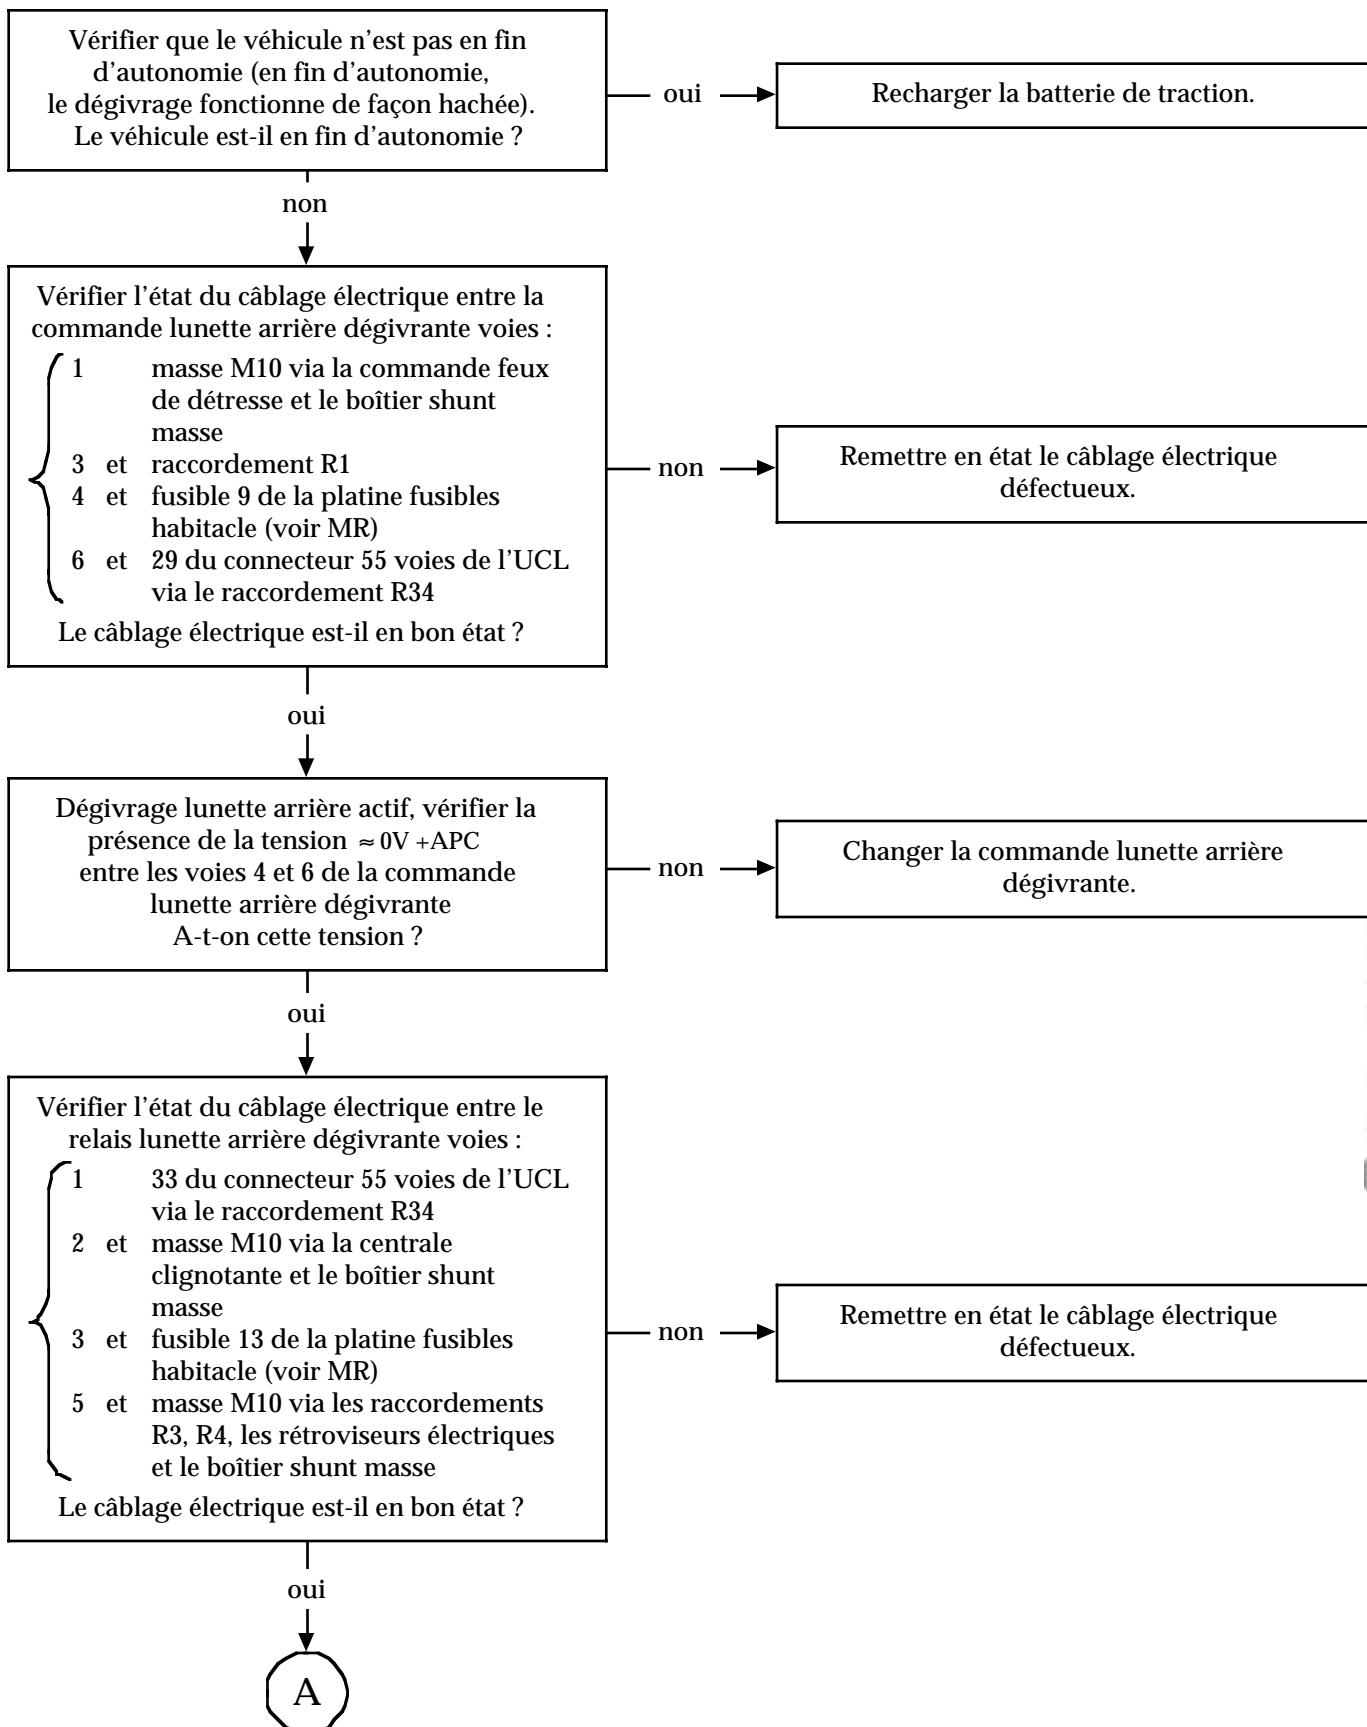 Vérifier que le véhicule n'est pas en fin
d'autonomie (en fin d'autonomie,
le dégivrage fonctionne de façon hachée).
Le véhicule est-il en fin d'autonomie ?
oui
Recharger la batterie de traction.
non
Vérifier l'état du câblage électrique entre la
commande lunette arrière dégivrante voies :
1 masse M10 via la commande feux
de détresse et le boîtier shunt
masse
3 et raccordement R1
4 et fusible 9 de la platine fusibles
habitacle (voir MR)
6 et 29 du connecteur 55 voies de l'UCL
via le raccordement R34
Le câblage électrique est-il en bon état ?
non
Remettre en état le câblage électrique
défectueux.
oui
Dégivrage lunette arrière actif, vérifier la
présence de la tension ≈ 0V +APC
entre les voies 4 et 6 de la commande
lunette arrière dégivrante
A-t-on cette tension ?
non
Changer la commande lunette arrière
dégivrante.
oui
Vérifier l'état du câblage électrique entre le
relais lunette arrière dégivrante voies :
1 33 du connecteur 55 voies de l'UCL
via le raccordement R34
2 et masse M10 via la centrale
clignotante et le boîtier shunt
masse
3 et fusible 13 de la platine fusibles
habitacle (voir MR)
5 et masse M10 via les raccordements
R3, R4, les rétroviseurs électriques
et le boîtier shunt masse
Le câblage électrique est-il en bon état ?
non
Remettre en état le câblage électrique
défectueux.
oui
A